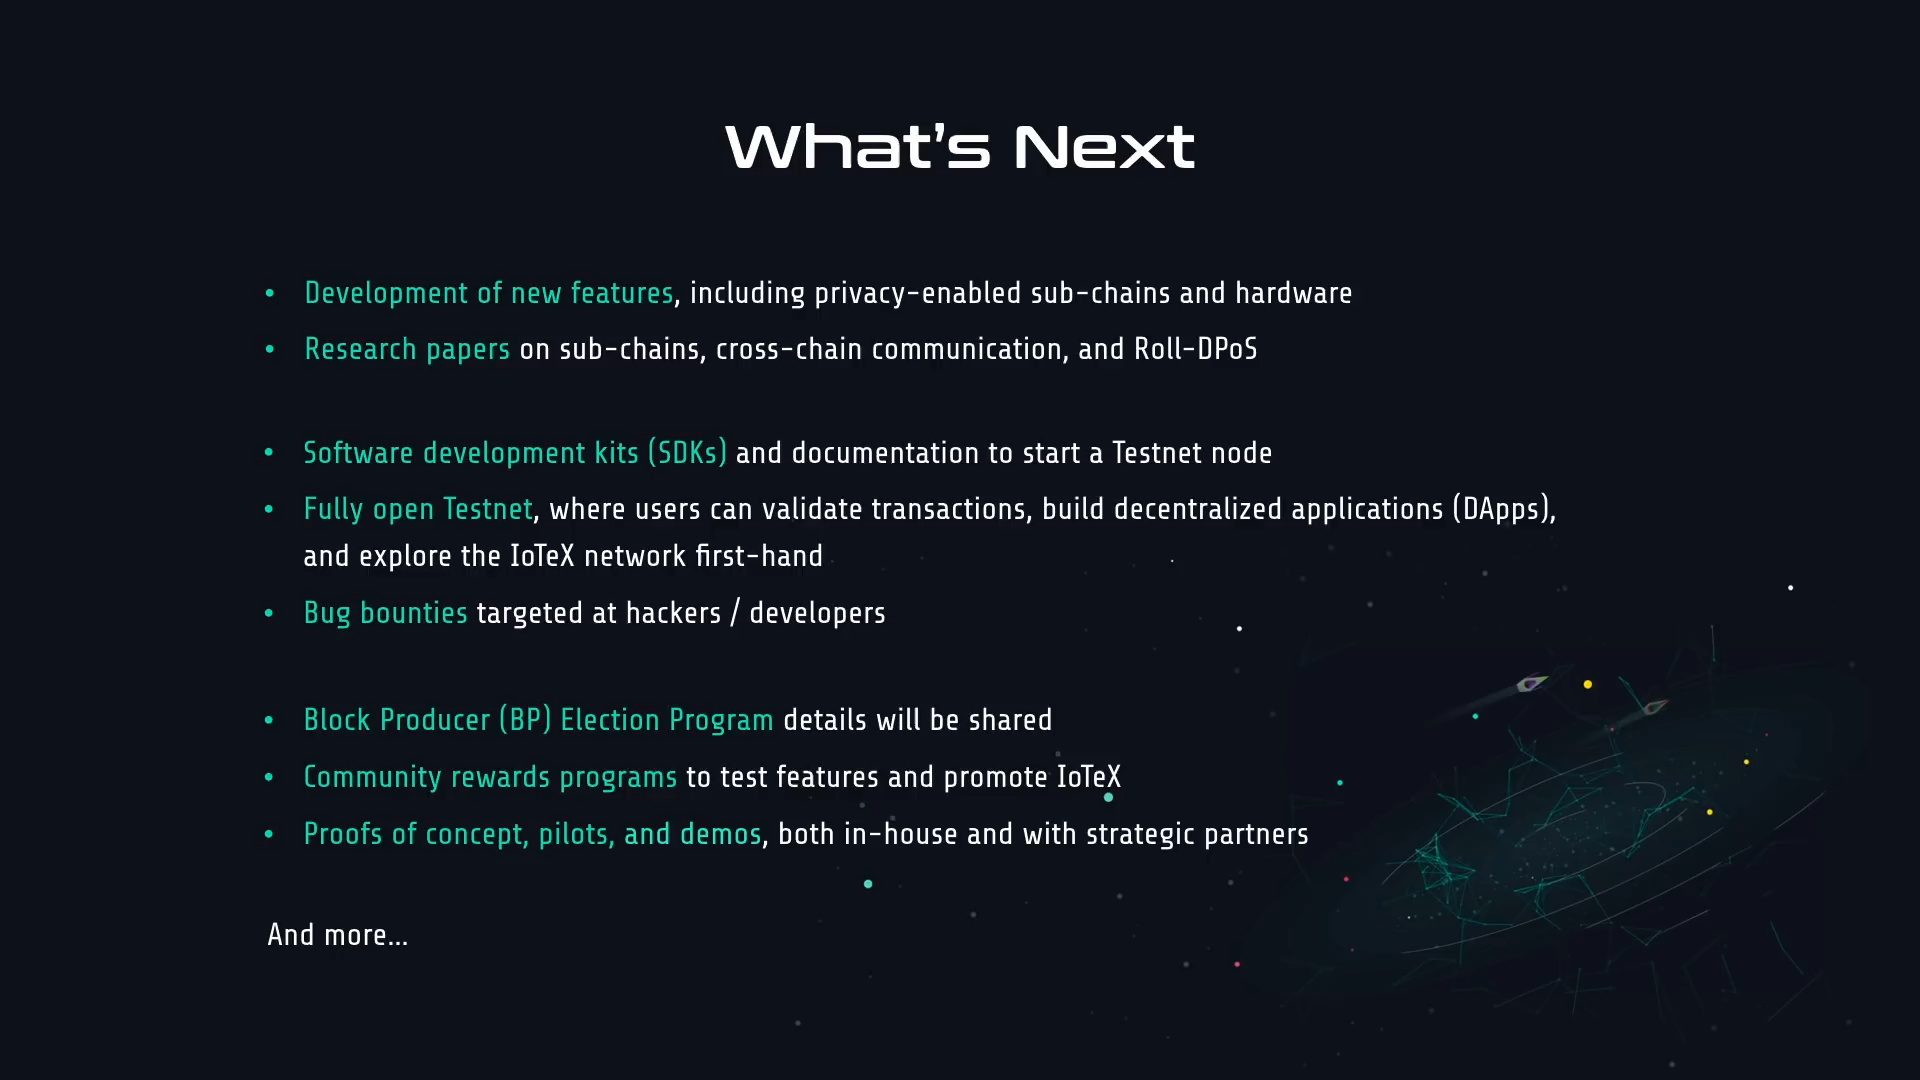 What's Next
• Development of new features, including privacy-enabled sub-chains and hardware
• Research papers on sub-chains, cross-chain communication, and Roll-DPoS
• Software development kits (SDKs) and documentation to start a Testnet node
• Fully open Testnet, where users can validate transactions, build decentralized applications (DApps),
and explore the IoTeX network first-hand
• Bug bounties targeted at hackers / developers
• Block Producer (BP) Election Program details will be shared
• Community rewards programs to test features and promote IoTeX
• Proofs of concept, pilots, and demos, both in-house and with strategic partners
And more...